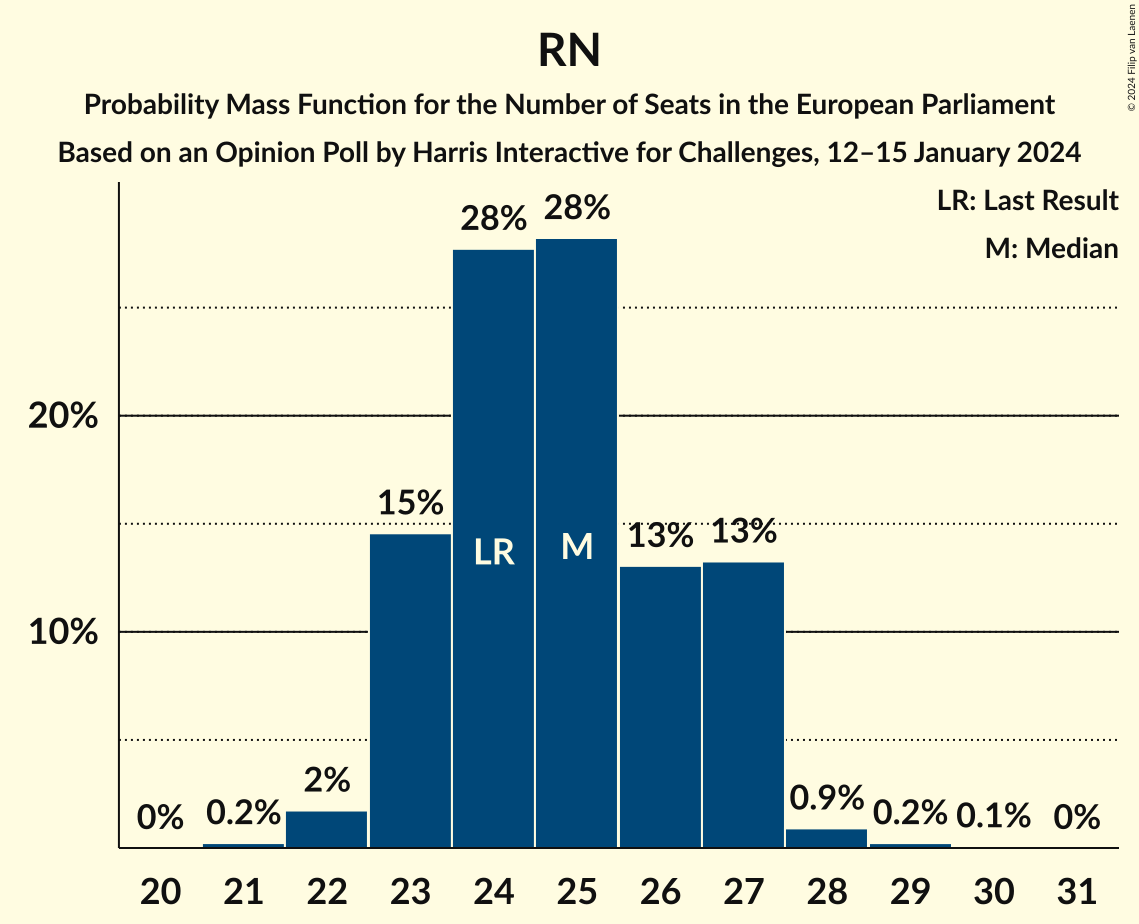 RN
Probability Mass Function for the Number of Seats in the European Parliament
Based on an Opinion Poll by Harris Interactive for Challenges, 12–15 January 2024
© 2024 Filip van Laenen
LR: Last Result
M: Median
28% 28%
20%
15%
13% 13%
LR M
10%
2%
0% 0.2% 0.9% 0.2% 0.1% 0%
20 21 22 23 24 25 26 27 28 29 30 31